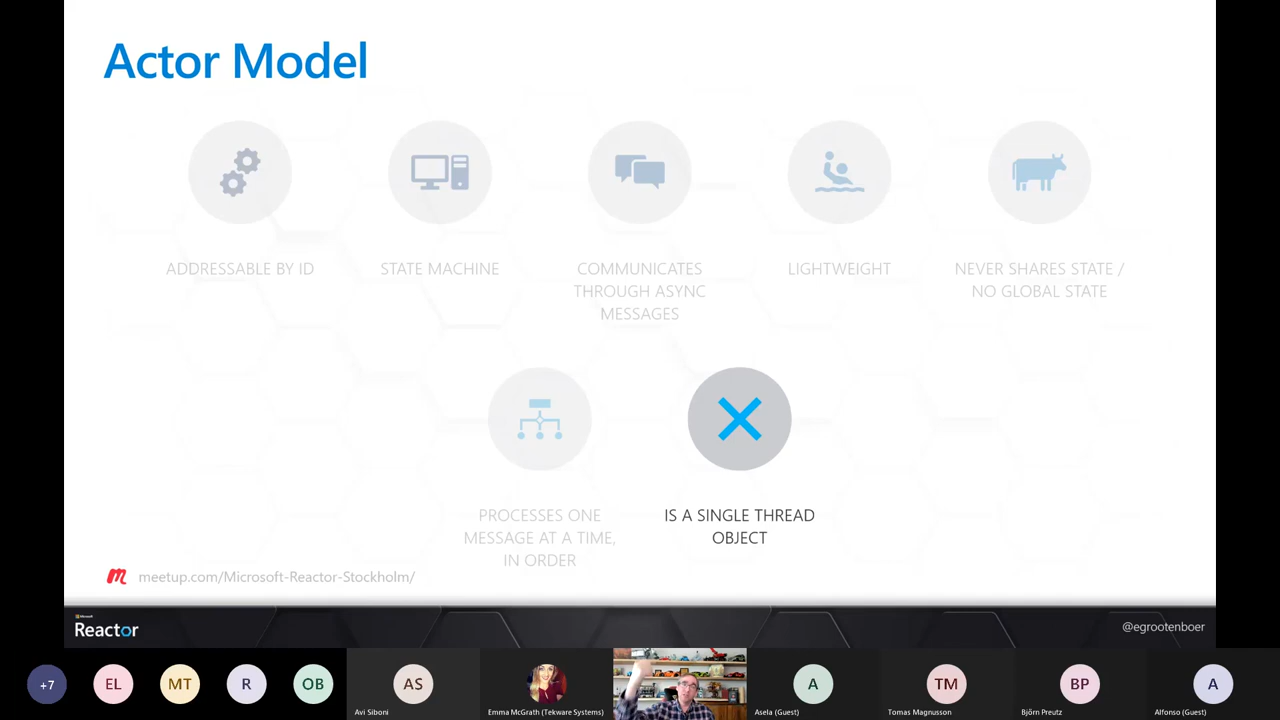 Actor Model
ADDRESSABLE BY ID
STATE MACHINE
COMMUNICATES
THROUGH ASYNC
MESSAGES
LIGHTWEIGHT
NEVER SHARES STATE /
NO GLOBAL STATE
PROCESSES ONE
MESSAGE AT A TIME,
IN ORDER
IS A SINGLE THREAD
OBJECT
meetup.com/Microsoft-Reactor-Stockholm/
Microsoft
Reactor
@egrootenboer
+7
EL
MT
R
OB
AS
Avi Siboni
Emma McGrath (Tekware Systems)
A
Asela (Guest)
TM
Tomas Magnusson
BP
Björn Preutz
A
Alfonso (Guest)